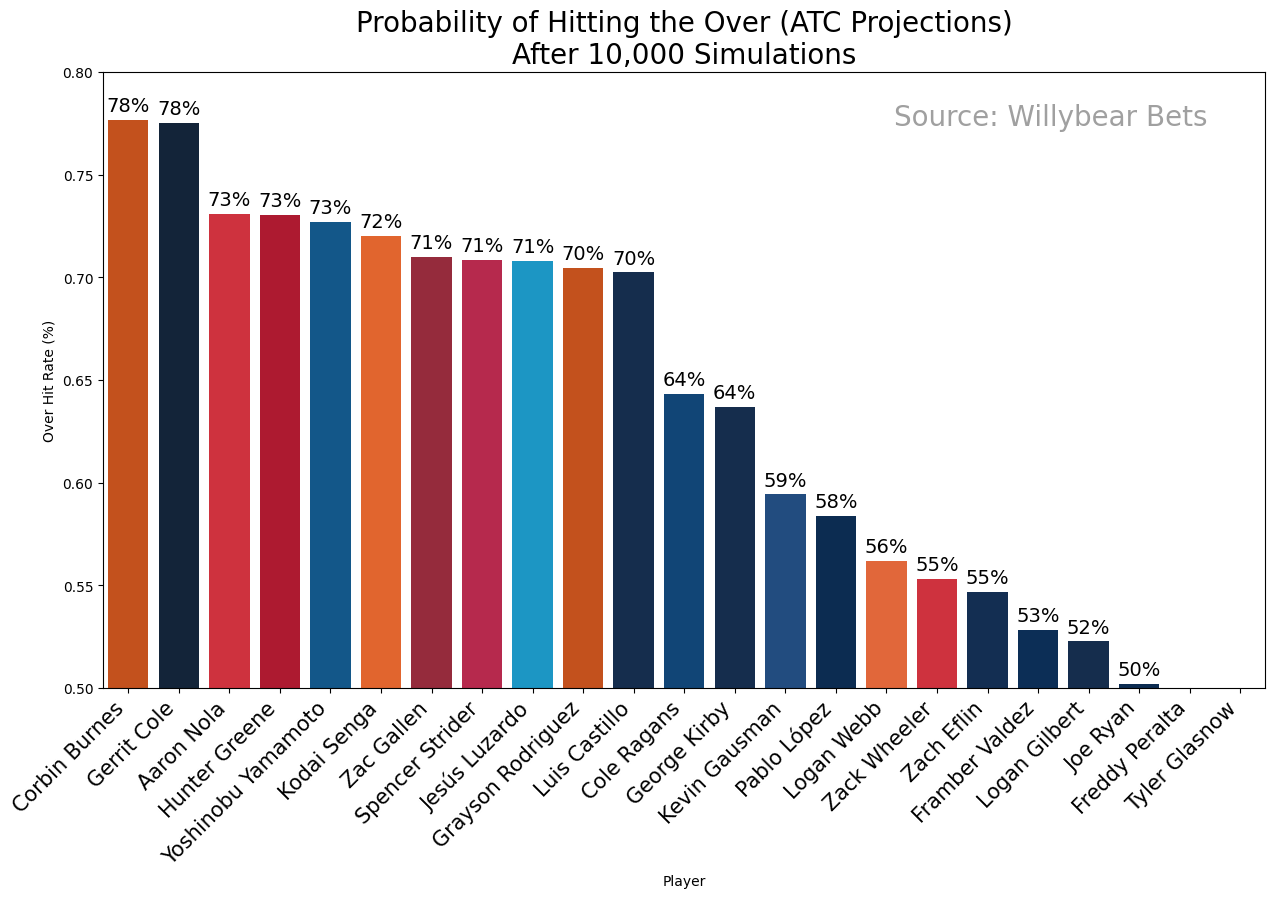 Probability of Hitting the Over (ATC Projections)
After 10,000 Simulations
Source: Willybear Bets
Over Hit Rate (%)
0.80
0.75
0.70
0.65
0.60
0.55
0.50
78%
78%
73%
73%
73%
72%
71%
71%
71%
70%
70%
64%
64%
59%
58%
56%
55%
55%
53%
52%
50%
Corbin Burnes
Gerrit Cole
Aaron Nola
Hunter Greene
Yoshinobu Yamamoto
Kodai Senga
Zac Gallen
Spencer Strider
Jesús Luzardo
Grayson Rodriguez
Luis Castillo
Cole Ragans
George Kirby
Kevin Gausman
Pablo López
Logan Webb
Zack Wheeler
Zach Eflin
Framber Valdez
Logan Gilbert
Joe Ryan
Freddy Peralta
Tyler Glasnow
Player